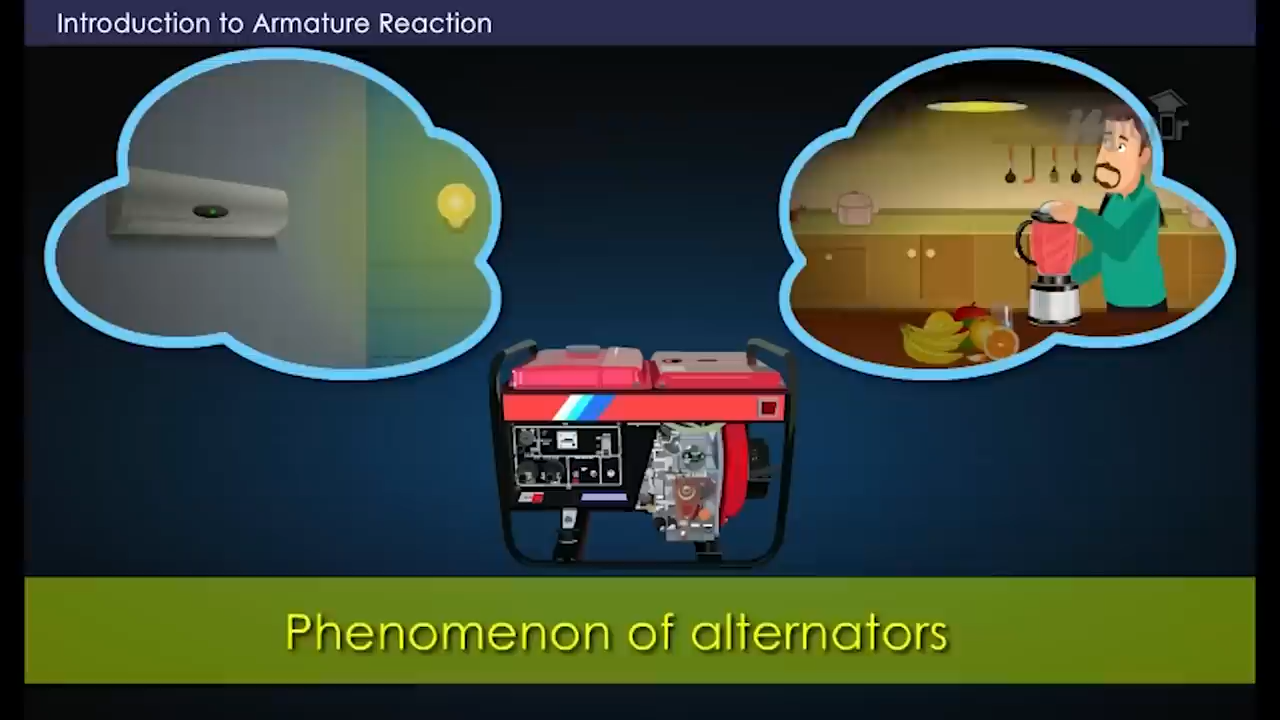 Introduction to Armature Reaction
Phenomenon of alternators